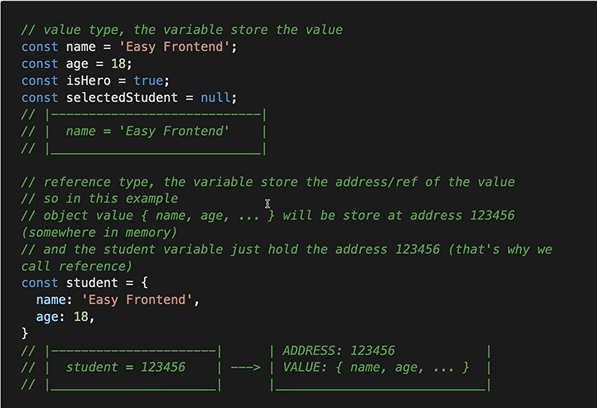 // value type, the variable store the value
const name = 'Easy Frontend';
const age = 18;
const isHero = true;
const selectedStudent = null;
// |----------------------------|
// |  name = 'Easy Frontend'    |
// |____________________________|
// reference type, the variable store the address/ref of the value
// so in this example
// object value { name, age, ... } will be store at address 123456
(somewhere in memory)
// and the student variable just hold the address 123456 (that's why we
call reference)
const student = {
  name: 'Easy Frontend',
  age: 18,
}
// |----------------------|      | ADDRESS: 123456            |
// |  student = 123456    | ---> | VALUE: { name, age, ... }  |
// |______________________|      |____________________________|